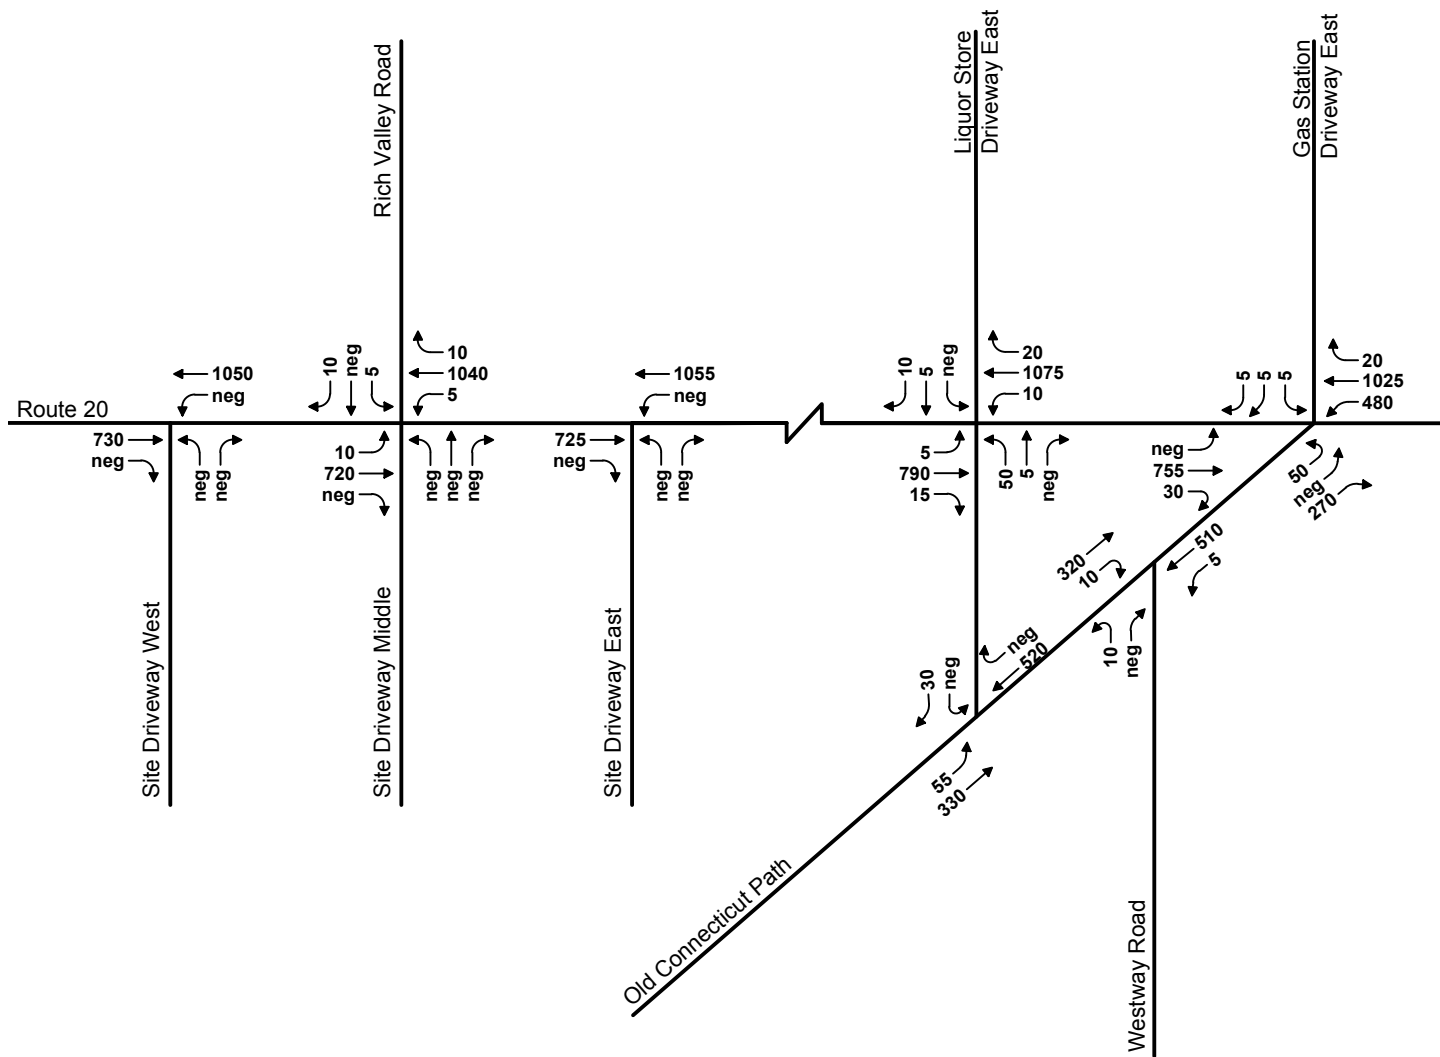 Rich Valley Road
Liquor Store
Driveway East
Gas Station
Driveway East
Route 20
1050
neg
730
neg
neg
neg
10
neg
5
10
1040
5
10
720
neg
neg
neg
neg
1055
neg
725
neg
neg
neg
10
5
neg
20
1075
10
5
790
15
50
5
neg
5
5
5
20
1025
480
neg
755
30
50
neg
270
510
5
320
10
10
neg
neg
520
30
neg
55
330
Site Driveway West
Site Driveway Middle
Site Driveway East
Old Connecticut Path
Westway Road